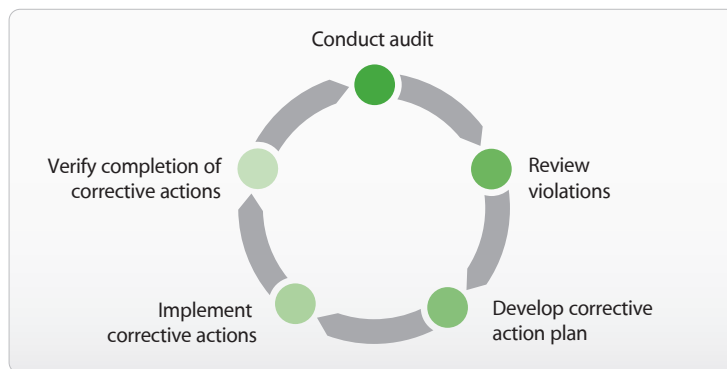 Conduct audit
Review
violations
Develop corrective
action plan
Implement
corrective actions
Verify completion of
corrective actions